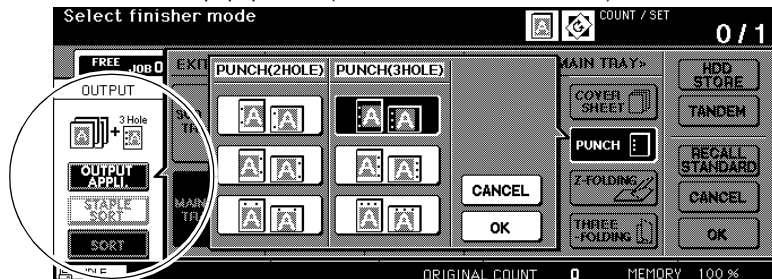 Select finisher mode
COUNT / SET
0 / 1
FREE JOB 0
EXIT
PUNCH(2HOLE)
PUNCH(3HOLE)
MAIN TRAY»
HDD
STORE
OUTPUT
COVER
SHEET
TANDEM
3 Hole
A + A
A A
A A
PUNCH
OUTPUT
APPLI.
A A
A A
RECALL
STANDARD
STAPLE
SORT
MAIN
CANCEL
Z-FOLDING
CANCEL
SORT
A A
A A
OK
THREE
-FOLDING
OK
ORIGINAL COUNT 0 MEMORY 100 %